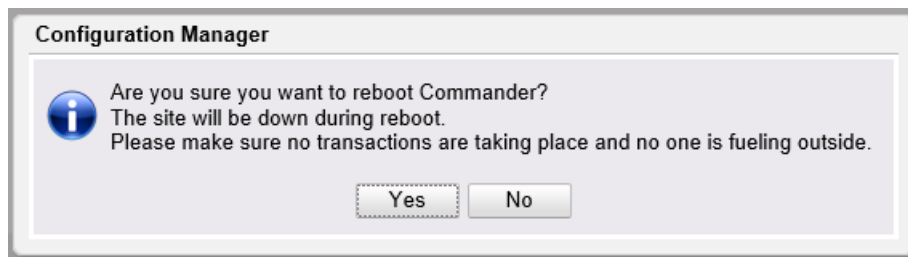 Configuration Manager
Are you sure you want to reboot Commander?
The site will be down during reboot.
Please make sure no transactions are taking place and no one is fueling outside.
Yes No